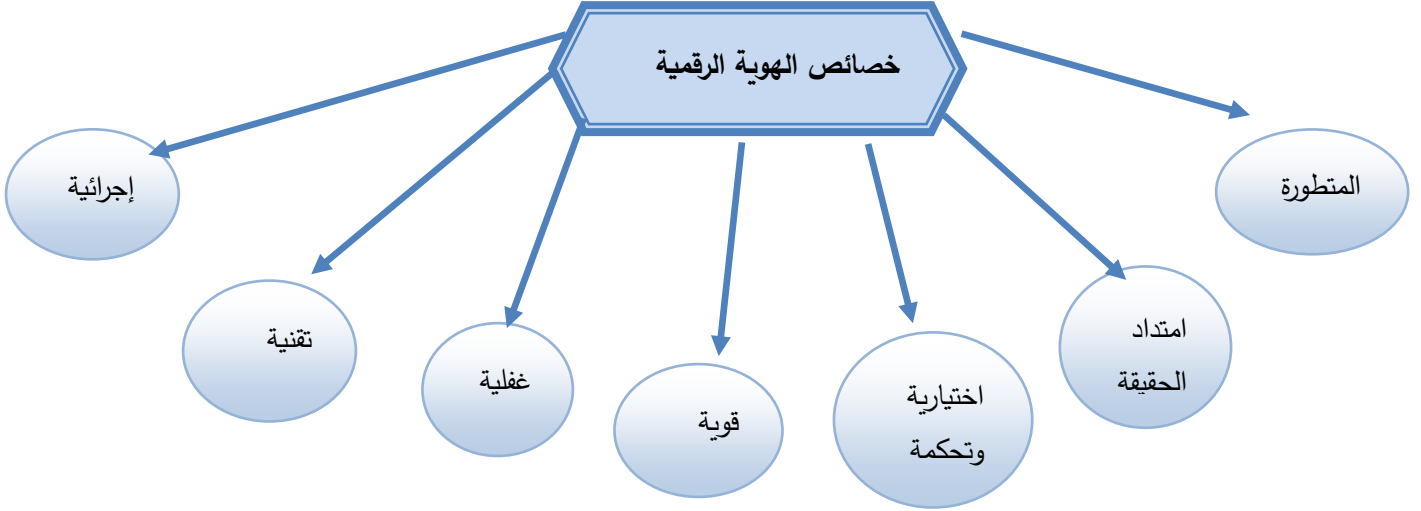 خصائص الهوية الرقمية
المتطورة
امتداد
الحقيقة
اختيارية
وتحكمة
قوية
غفلية
تقنية
إجرائية